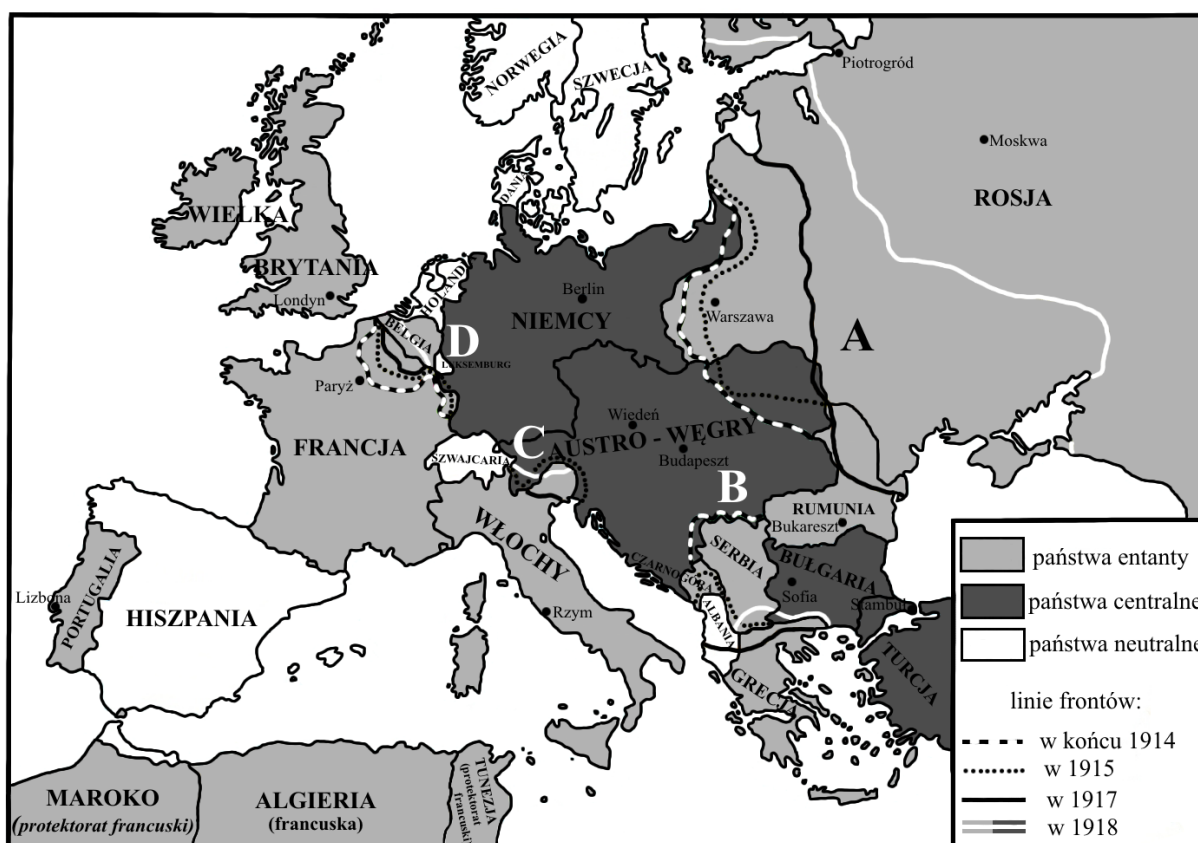 NORWEGIA
SZWECJA
Piotrogród
Moskwa
ROSJA
DANIA
WIELKA
BRYTANIA
Londyn
HOLAND
Berlin
NIEMCY
Warszawa
A
BELGIA
D
LUKSEMBURG
Paryż
FRANCJA
Wiedeń
C
AUSTRO - WĘGRY
Budapeszt
SZWAJCARIA
B
RUMUNIA
Bukareszt
WŁOCHY
SERBIA
CZARNOGÓRA
BUŁGARIA
Sofia
Stambuł
ALBANIA
Lizbona
PORTUGALIA
HISZPANIA
Rzym
TURCJA
GRECJA
MAROKO
(protektorat francuski)
ALGIERIA
(francuska)
TUNEZJA
(protektorat
francuski)
państwa entanty
państwa centralne
państwa neutralne
linie frontów:
w końcu 1914
w 1915
w 1917
w 1918